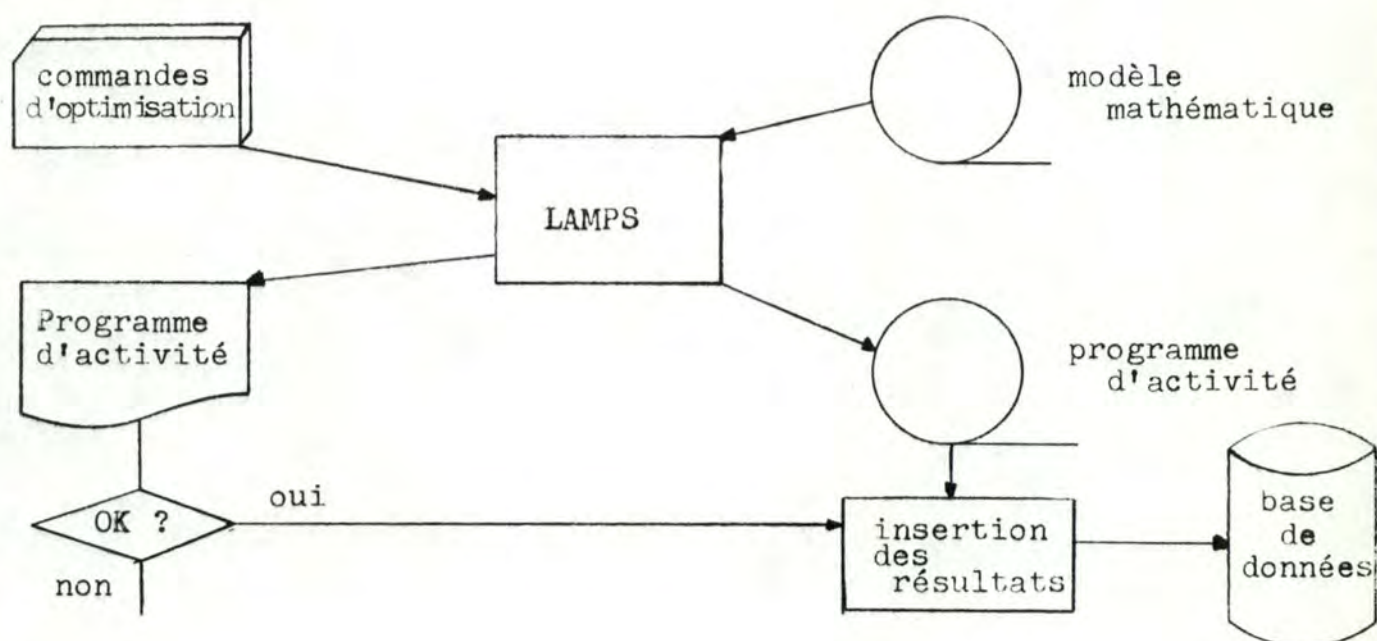 commandes
d'optimisation
modèle
mathématique
LAMPS
Programme
d'activité
programme
d'activité
OK ?
oui
non
insertion
des
résultats
base
de
données